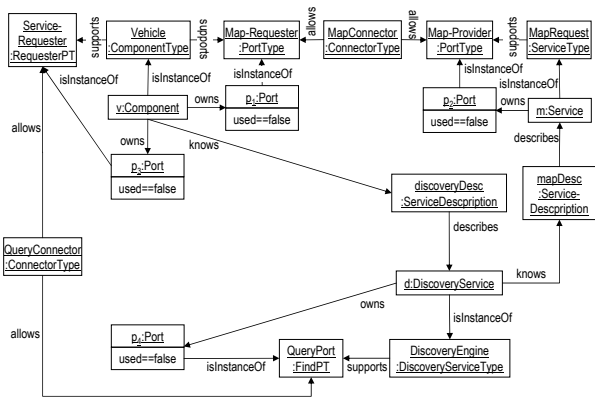 Service-
Requester
:RequesterPT
supports
Vehicle
:ComponentType
supports
Map-Requester
:PortType
allows
MapConnector
:ConnectorType
allows
Map-Provider
:PortType
supports
MapRequest
:ServiceType
isInstanceOf
isInstanceOf
isInstanceOf
isInstanceOf
isInstanceOf
v:Component
owns
p1:Port
used==false
p2:Port
used==false
owns
m:Service
allows
owns
knows
describes
p3:Port
used==false
discoveryDesc
:ServiceDescpription
mapDesc
:Service-
Descpription
describes
QueryConnector
:ConnectorType
d:DiscoveryService
knows
owns
isInstanceOf
allows
p4:Port
used==false
isInstanceOf
QueryPort
:FindPT
supports
DiscoveryEngine
:DiscoveryServiceType